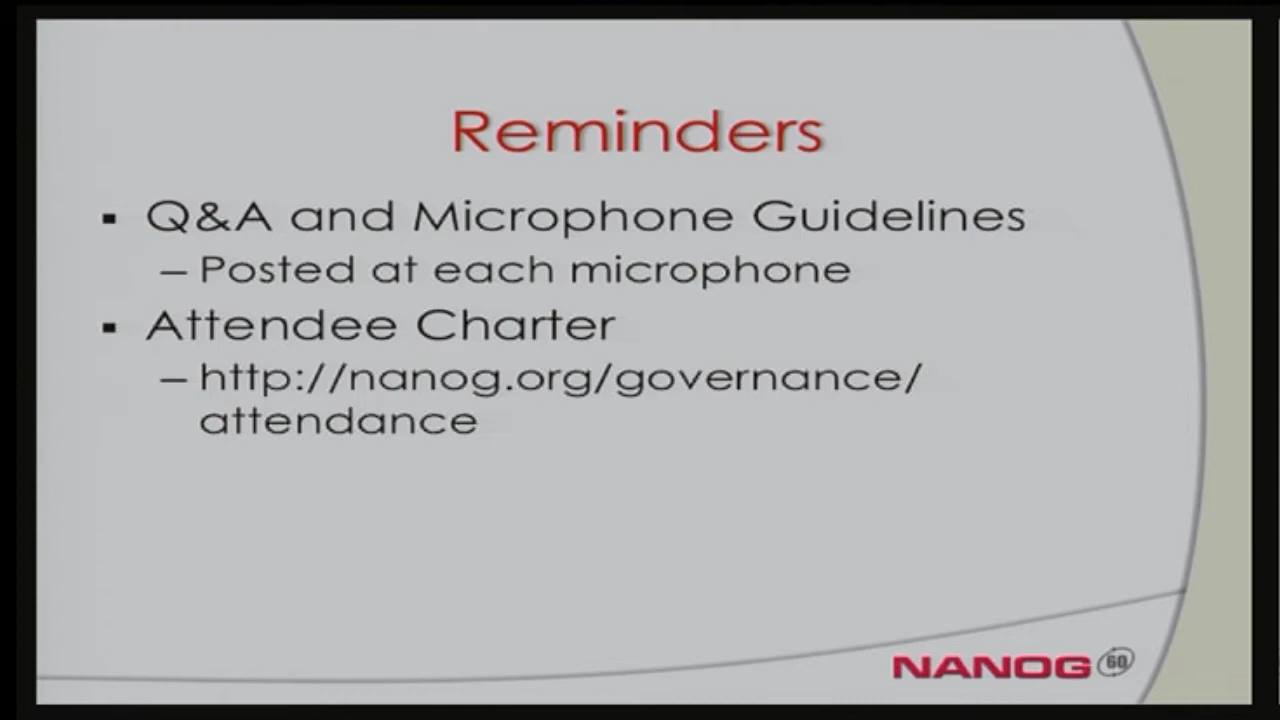 Reminders
▪ Q&A and Microphone Guidelines
– Posted at each microphone
▪ Attendee Charter
– http://nanog.org/governance/
attendance
NANOG 60